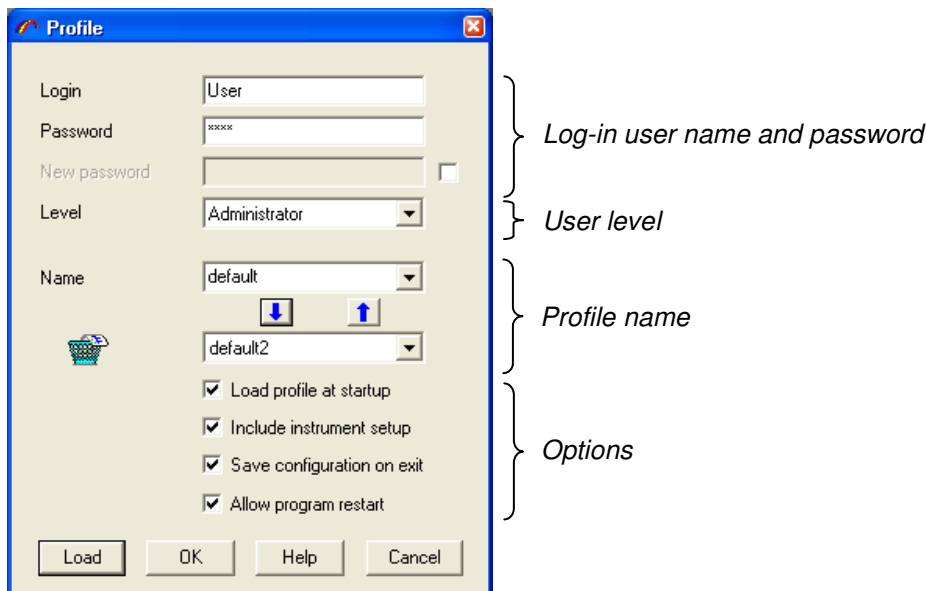 Profile
Login
User
Password
××××
Log-in user name and password
New password
Level
Administrator
User level
Name
default
Profile name
default2
Load profile at startup
Include instrument setup
Options
Save configuration on exit
Allow program restart
Load
OK
Help
Cancel